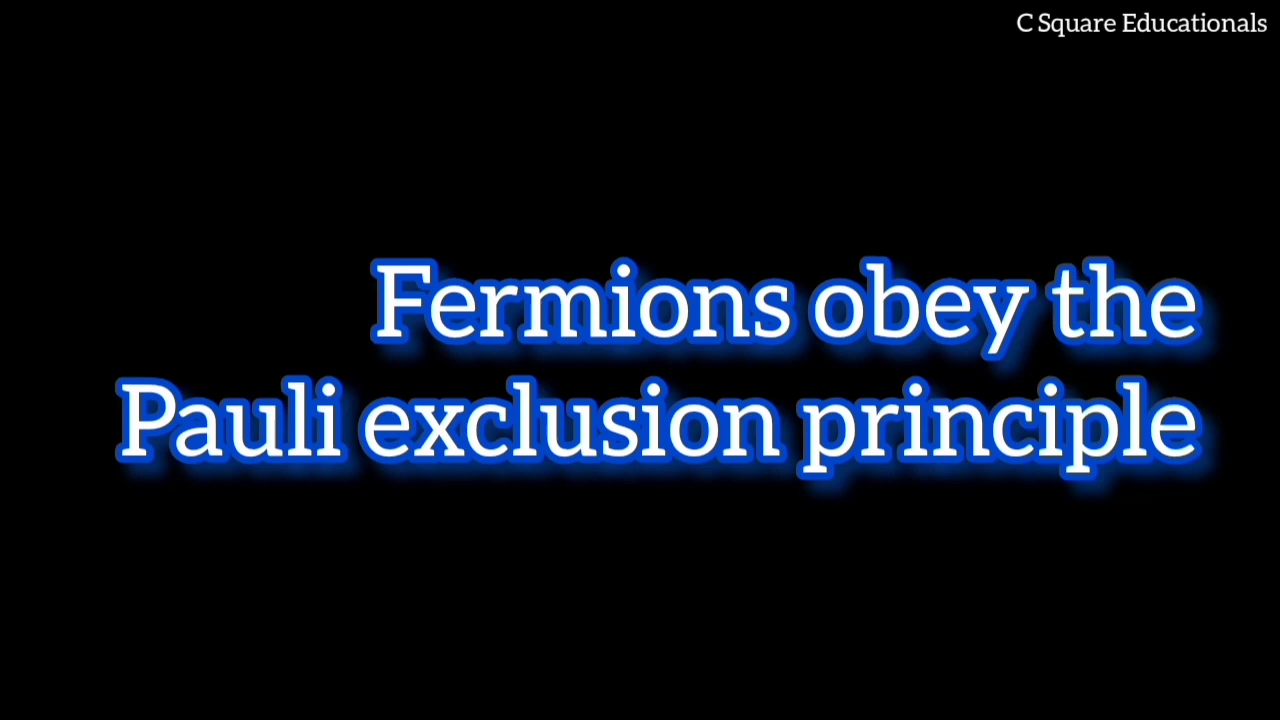 C Square Educationals
Fermions obey the
Pauli exclusion principle